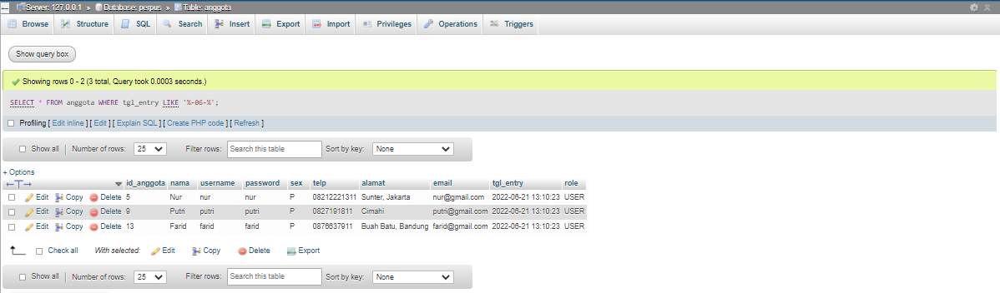 Server: 127.0.0.1 » Database: perpus » Table: anggota
Browse Structure SQL Search Insert Export Import Privileges Operations Triggers
Show query box
Showing rows 0 - 2 (3 total, Query took 0.0003 seconds.)
SELECT * FROM anggota WHERE tgl_entry LIKE '%-06-%';
Profiling [ Edit inline ] [ Edit ] [ Explain SQL ] [ Create PHP code ] [ Refresh ]
Show all | Number of rows: 25 Filter rows: Search this table Sort by key: None
+ Options
←T→ id_anggota nama username password sex telp alamat email tgl_entry role
Edit Copy Delete 5 Nur nur nur P 08212221311 Sunter, Jakarta nur@gmail.com 2022-06-21 13:10:23 USER
Edit Copy Delete 9 Putri putri putri P 0827191811 Cimahi putri@gmail.com 2022-06-21 13:10:23 USER
Edit Copy Delete 13 Farid farid farid P 0876637911 Buah Batu, Bandung farid@gmail.com 2022-06-21 13:10:23 USER
Check all With selected: Edit Copy Delete Export
Show all | Number of rows: 25 Filter rows: Search this table Sort by key: None